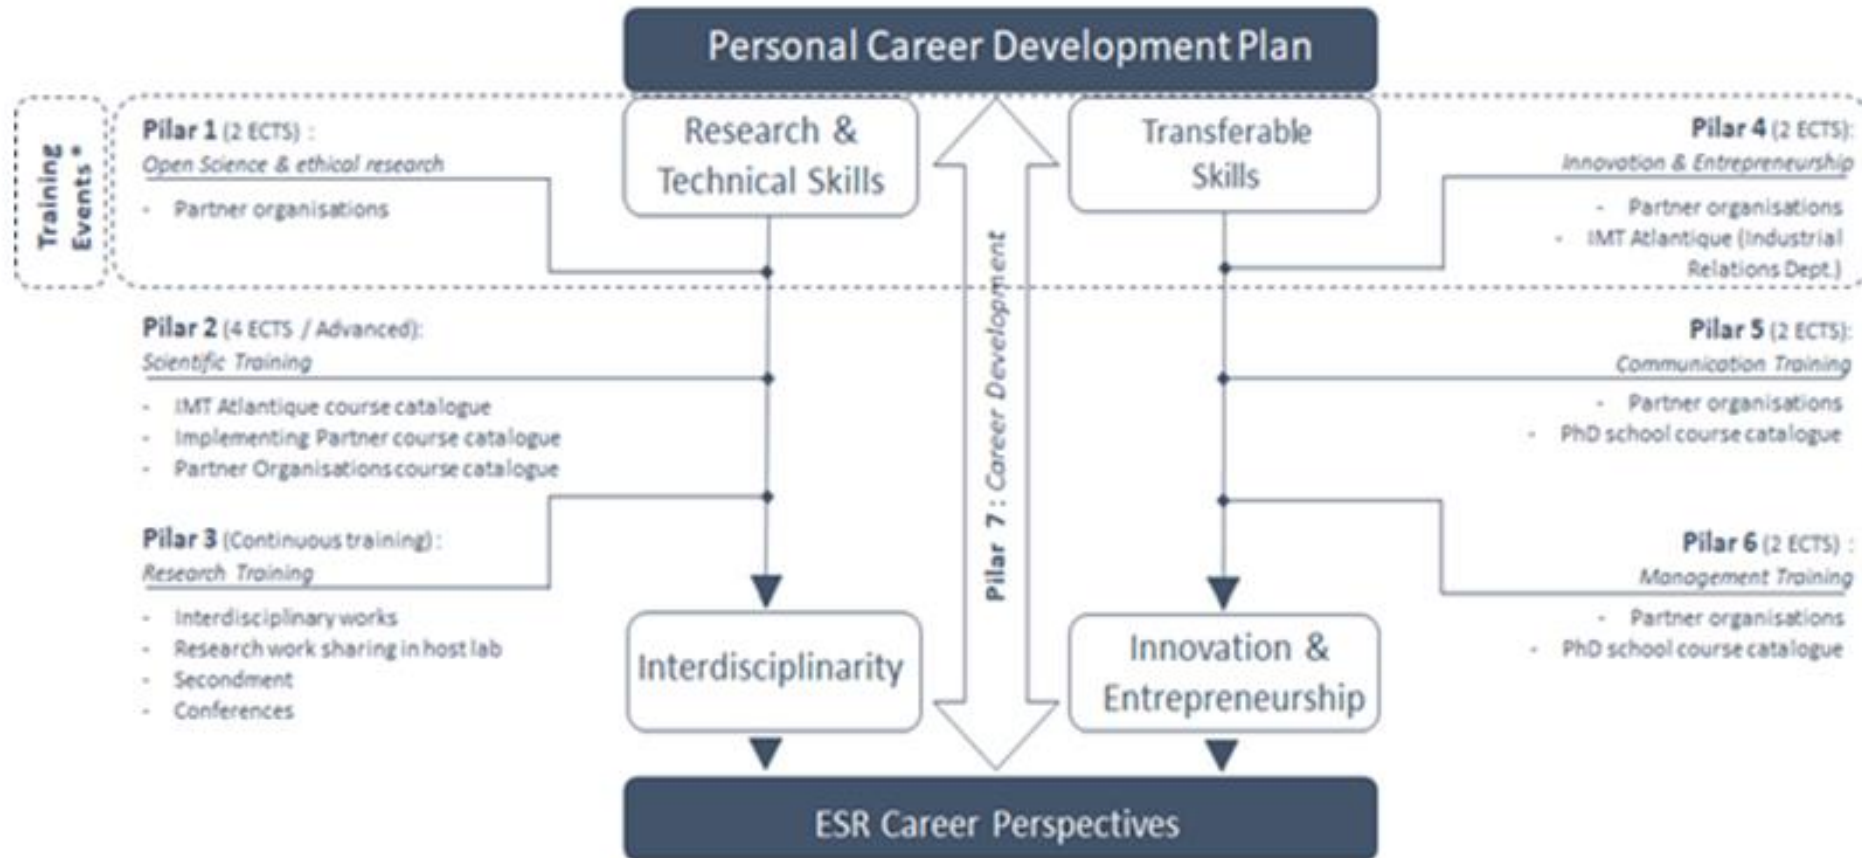 Personal Career Development Plan
Training
Events *
Pilar 1 (2 ECTS) :
Open Science & ethical research
- Partner organisations
Research &
Technical Skills
Transferable
Skills
Pilar 4 (2 ECTS):
Innovation & Entrepreneurship
- Partner organisations
- IMT Atlantique (Industrial
Relations Dept.)
Pilar 2 (4 ECTS / Advanced):
Scientific Training
- IMT Atlantique course catalogue
- Implementing Partner course catalogue
- Partner Organisations course catalogue
Pilar 7 : Career Development
Pilar 5 (2 ECTS):
Communication Training
- Partner organisations
- PhD school course catalogue
Pilar 3 (Continuous training) :
Research Training
- Interdisciplinary works
- Research work sharing in host lab
- Secondment
- Conferences
Pilar 6 (2 ECTS) :
Management Training
- Partner organisations
- PhD school course catalogue
Interdisciplinarity
Innovation &
Entrepreneurship
ESR Career Perspectives